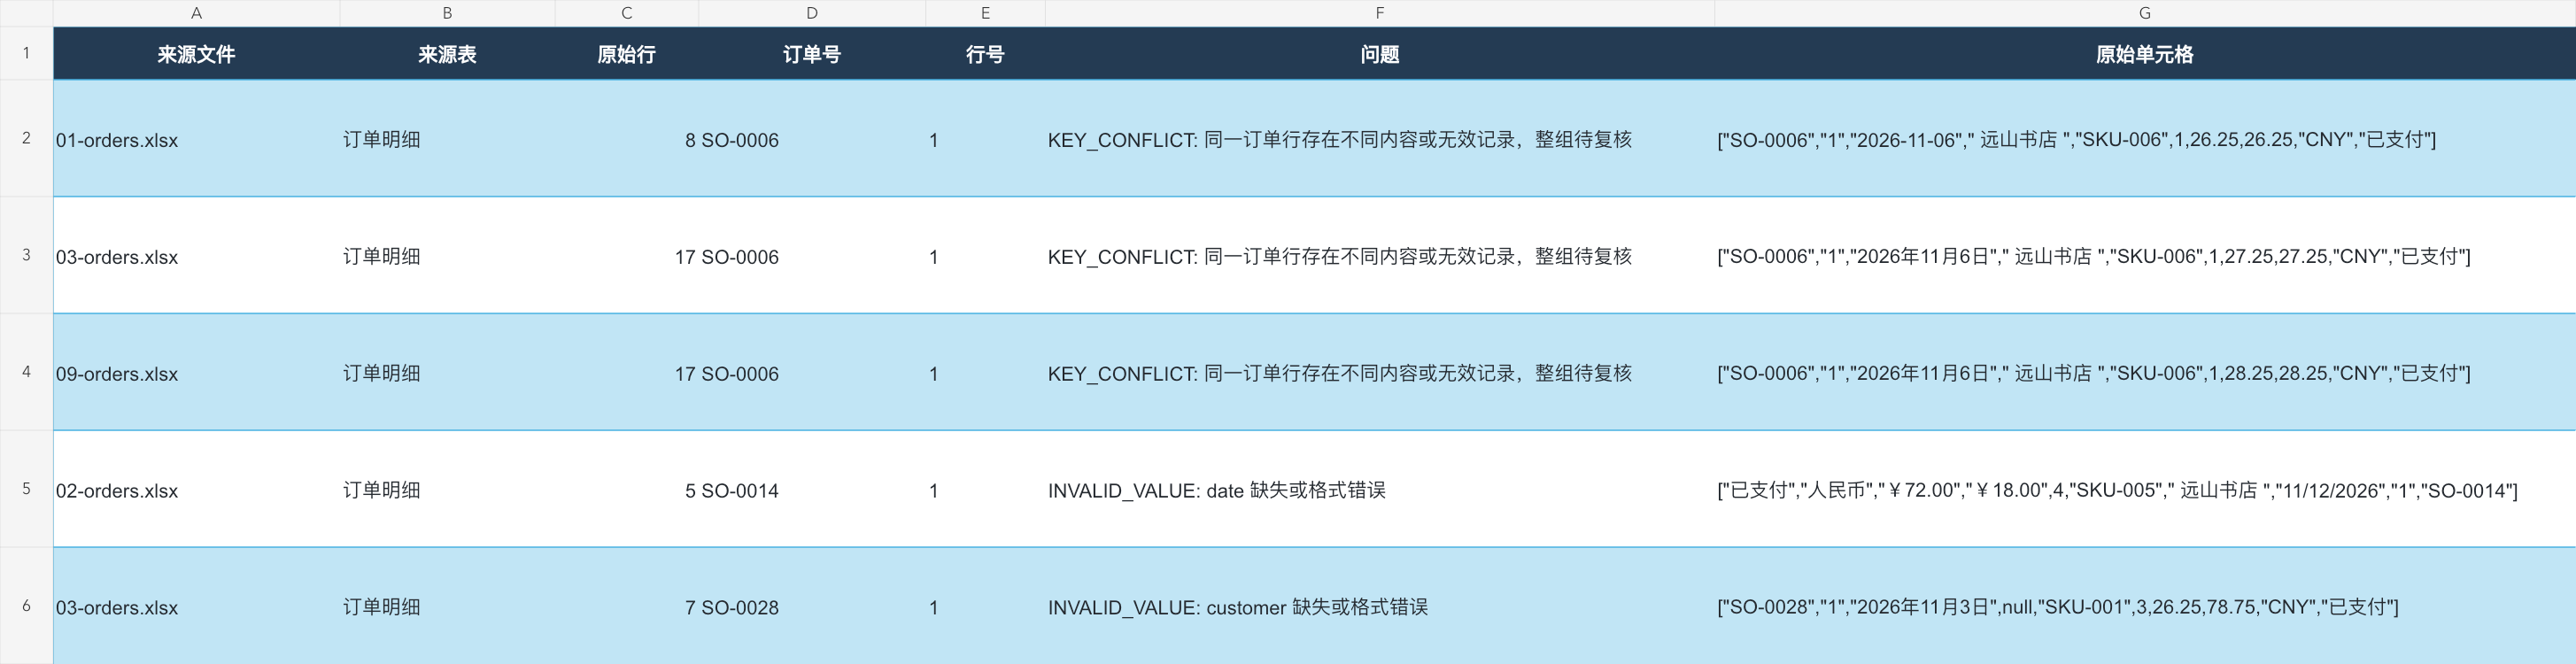 A B C D E F G
1 来源文件 来源表 原始行 订单号 行号 问题 原始单元格
2 01-orders.xlsx 订单明细 8 SO-0006 1 KEY_CONFLICT: 同一订单行存在不同内容或无效记录，整组待复核 ["SO-0006","1","2026-11-06"," 远山书店 ","SKU-006",1,26.25,26.25,"CNY","已支付"]
3 03-orders.xlsx 订单明细 17 SO-0006 1 KEY_CONFLICT: 同一订单行存在不同内容或无效记录，整组待复核 ["SO-0006","1","2026年11月6日"," 远山书店 ","SKU-006",1,27.25,27.25,"CNY","已支付"]
4 09-orders.xlsx 订单明细 17 SO-0006 1 KEY_CONFLICT: 同一订单行存在不同内容或无效记录，整组待复核 ["SO-0006","1","2026年11月6日"," 远山书店 ","SKU-006",1,28.25,28.25,"CNY","已支付"]
5 02-orders.xlsx 订单明细 5 SO-0014 1 INVALID_VALUE: date 缺失或格式错误 ["已支付","人民币","￥72.00","￥18.00",4,"SKU-005"," 远山书店 ","11/12/2026","1","SO-0014"]
6 03-orders.xlsx 订单明细 7 SO-0028 1 INVALID_VALUE: customer 缺失或格式错误 ["SO-0028","1","2026年11月3日",null,"SKU-001",3,26.25,78.75,"CNY","已支付"]